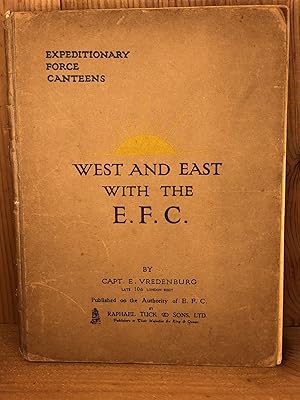 EXPEDITIONARY
FORCE
CANTEENS
WEST AND EAST
WITH THE
E.F.C.
BY
CAPT. E. VREDENBURG
LATE 10th LONDON REGT
Published on the Authority of E.F.C.
BY
RAPHAEL TUCK & SONS, LTD.
Publishers to Their Majesties the King & Queen